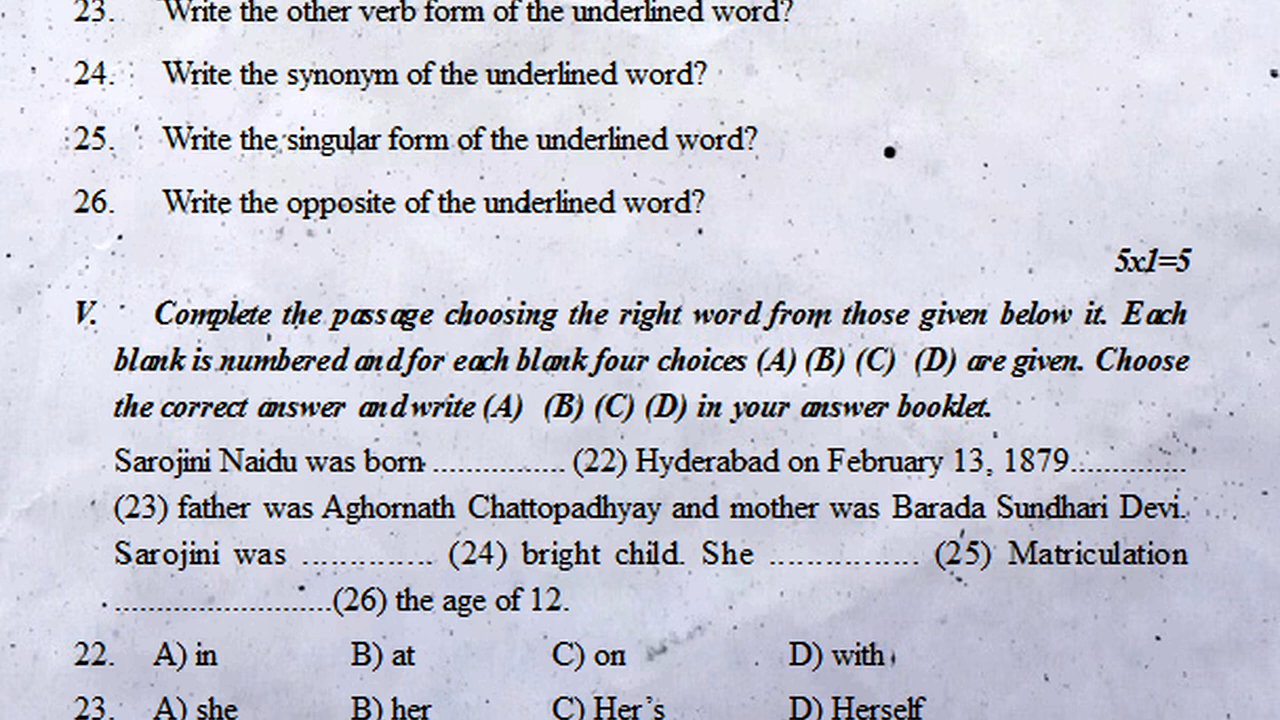 23. Write the other verb form of the underlined word?
24. Write the synonym of the underlined word?
25. Write the singular form of the underlined word?
26. Write the opposite of the underlined word?
5x1=5
V. Complete the passage choosing the right word from those given below it. Each
blank is numbered and for each blank four choices (A) (B) (C) (D) are given. Choose
the correct answer and write (A) (B) (C) (D) in your answer booklet.
Sarojini Naidu was born ............... (22) Hyderabad on February 13, 1879.............
(23) father was Aghornath Chattopadhyay and mother was Barada Sundhari Devi.
Sarojini was .............. (24) bright child. She ................ (25) Matriculation
........................(26) the age of 12.
22. A) in B) at C) on D) with
23. A) she B) her C) Her's D) Herself